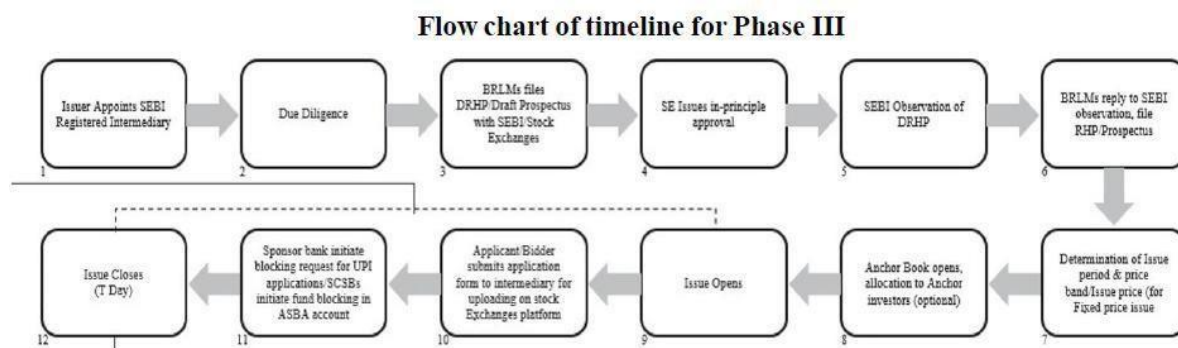 Flow chart of timeline for Phase III
Issuer Appoints SEBI
Registered Intermediary
1
Due Diligence
2
BRLMs files
DRHP/Draft Prospectus
with SEBI/Stock
Exchanges
3
SE Issues in-principle
approval
4
SEBI Observation of
DRHP
5
BRLMs reply to SEBI
observation, file
RHP/Prospectus
6
Determination of Issue
period & price
band/Issue price (for
Fixed price issue
7
Anchor Book opens,
allocation to Anchor
investors (optional)
8
Issue Opens
9
Applicant/Bidder
submits application
form to intermediary for
uploading on stock
Exchanges platform
10
Sponsor bank initiate
blocking request for UPI
applications/SCSBs
initiate fund blocking in
ASBA account
11
Issue Closes
(T Day)
12